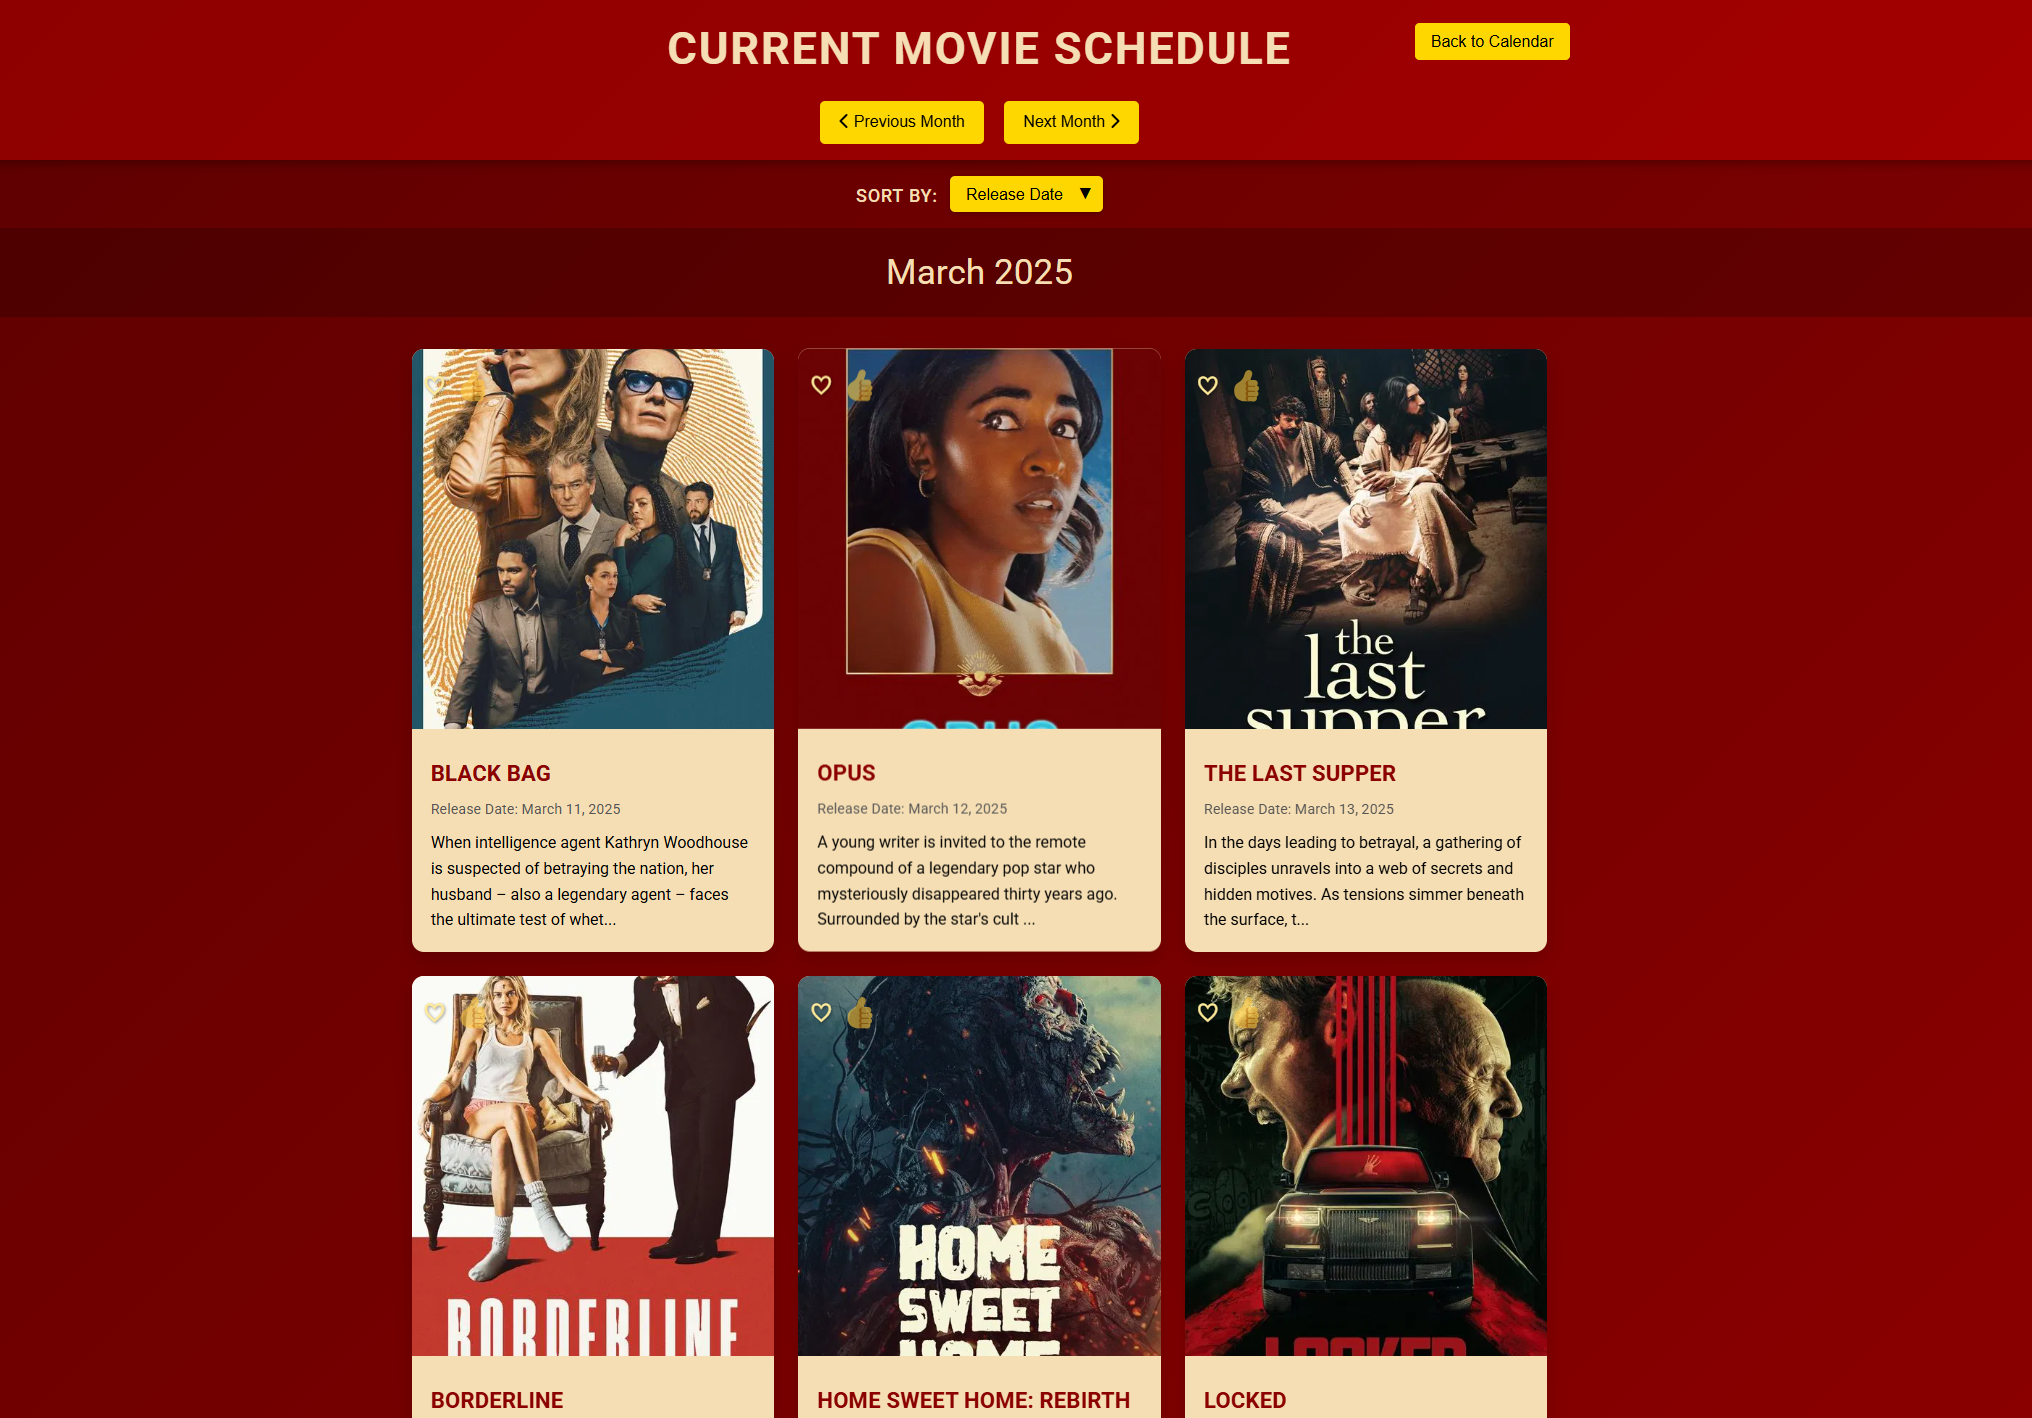 CURRENT MOVIE SCHEDULE
Back to Calendar
Previous Month
Next Month
SORT BY:
Release Date
March 2025
OPUS
the
last
supper
BLACK BAG
Release Date: March 11, 2025
When intelligence agent Kathryn Woodhouse
is suspected of betraying the nation, her
husband – also a legendary agent – faces
the ultimate test of whet...
OPUS
Release Date: March 12, 2025
A young writer is invited to the remote
compound of a legendary pop star who
mysteriously disappeared thirty years ago.
Surrounded by the star's cult ...
THE LAST SUPPER
Release Date: March 13, 2025
In the days leading to betrayal, a gathering of
disciples unravels into a web of secrets and
hidden motives. As tensions simmer beneath
the surface, t...
BORDERLINE
HOME
SWEET
HOME
LOCKED
BORDERLINE
HOME SWEET HOME: REBIRTH
LOCKED